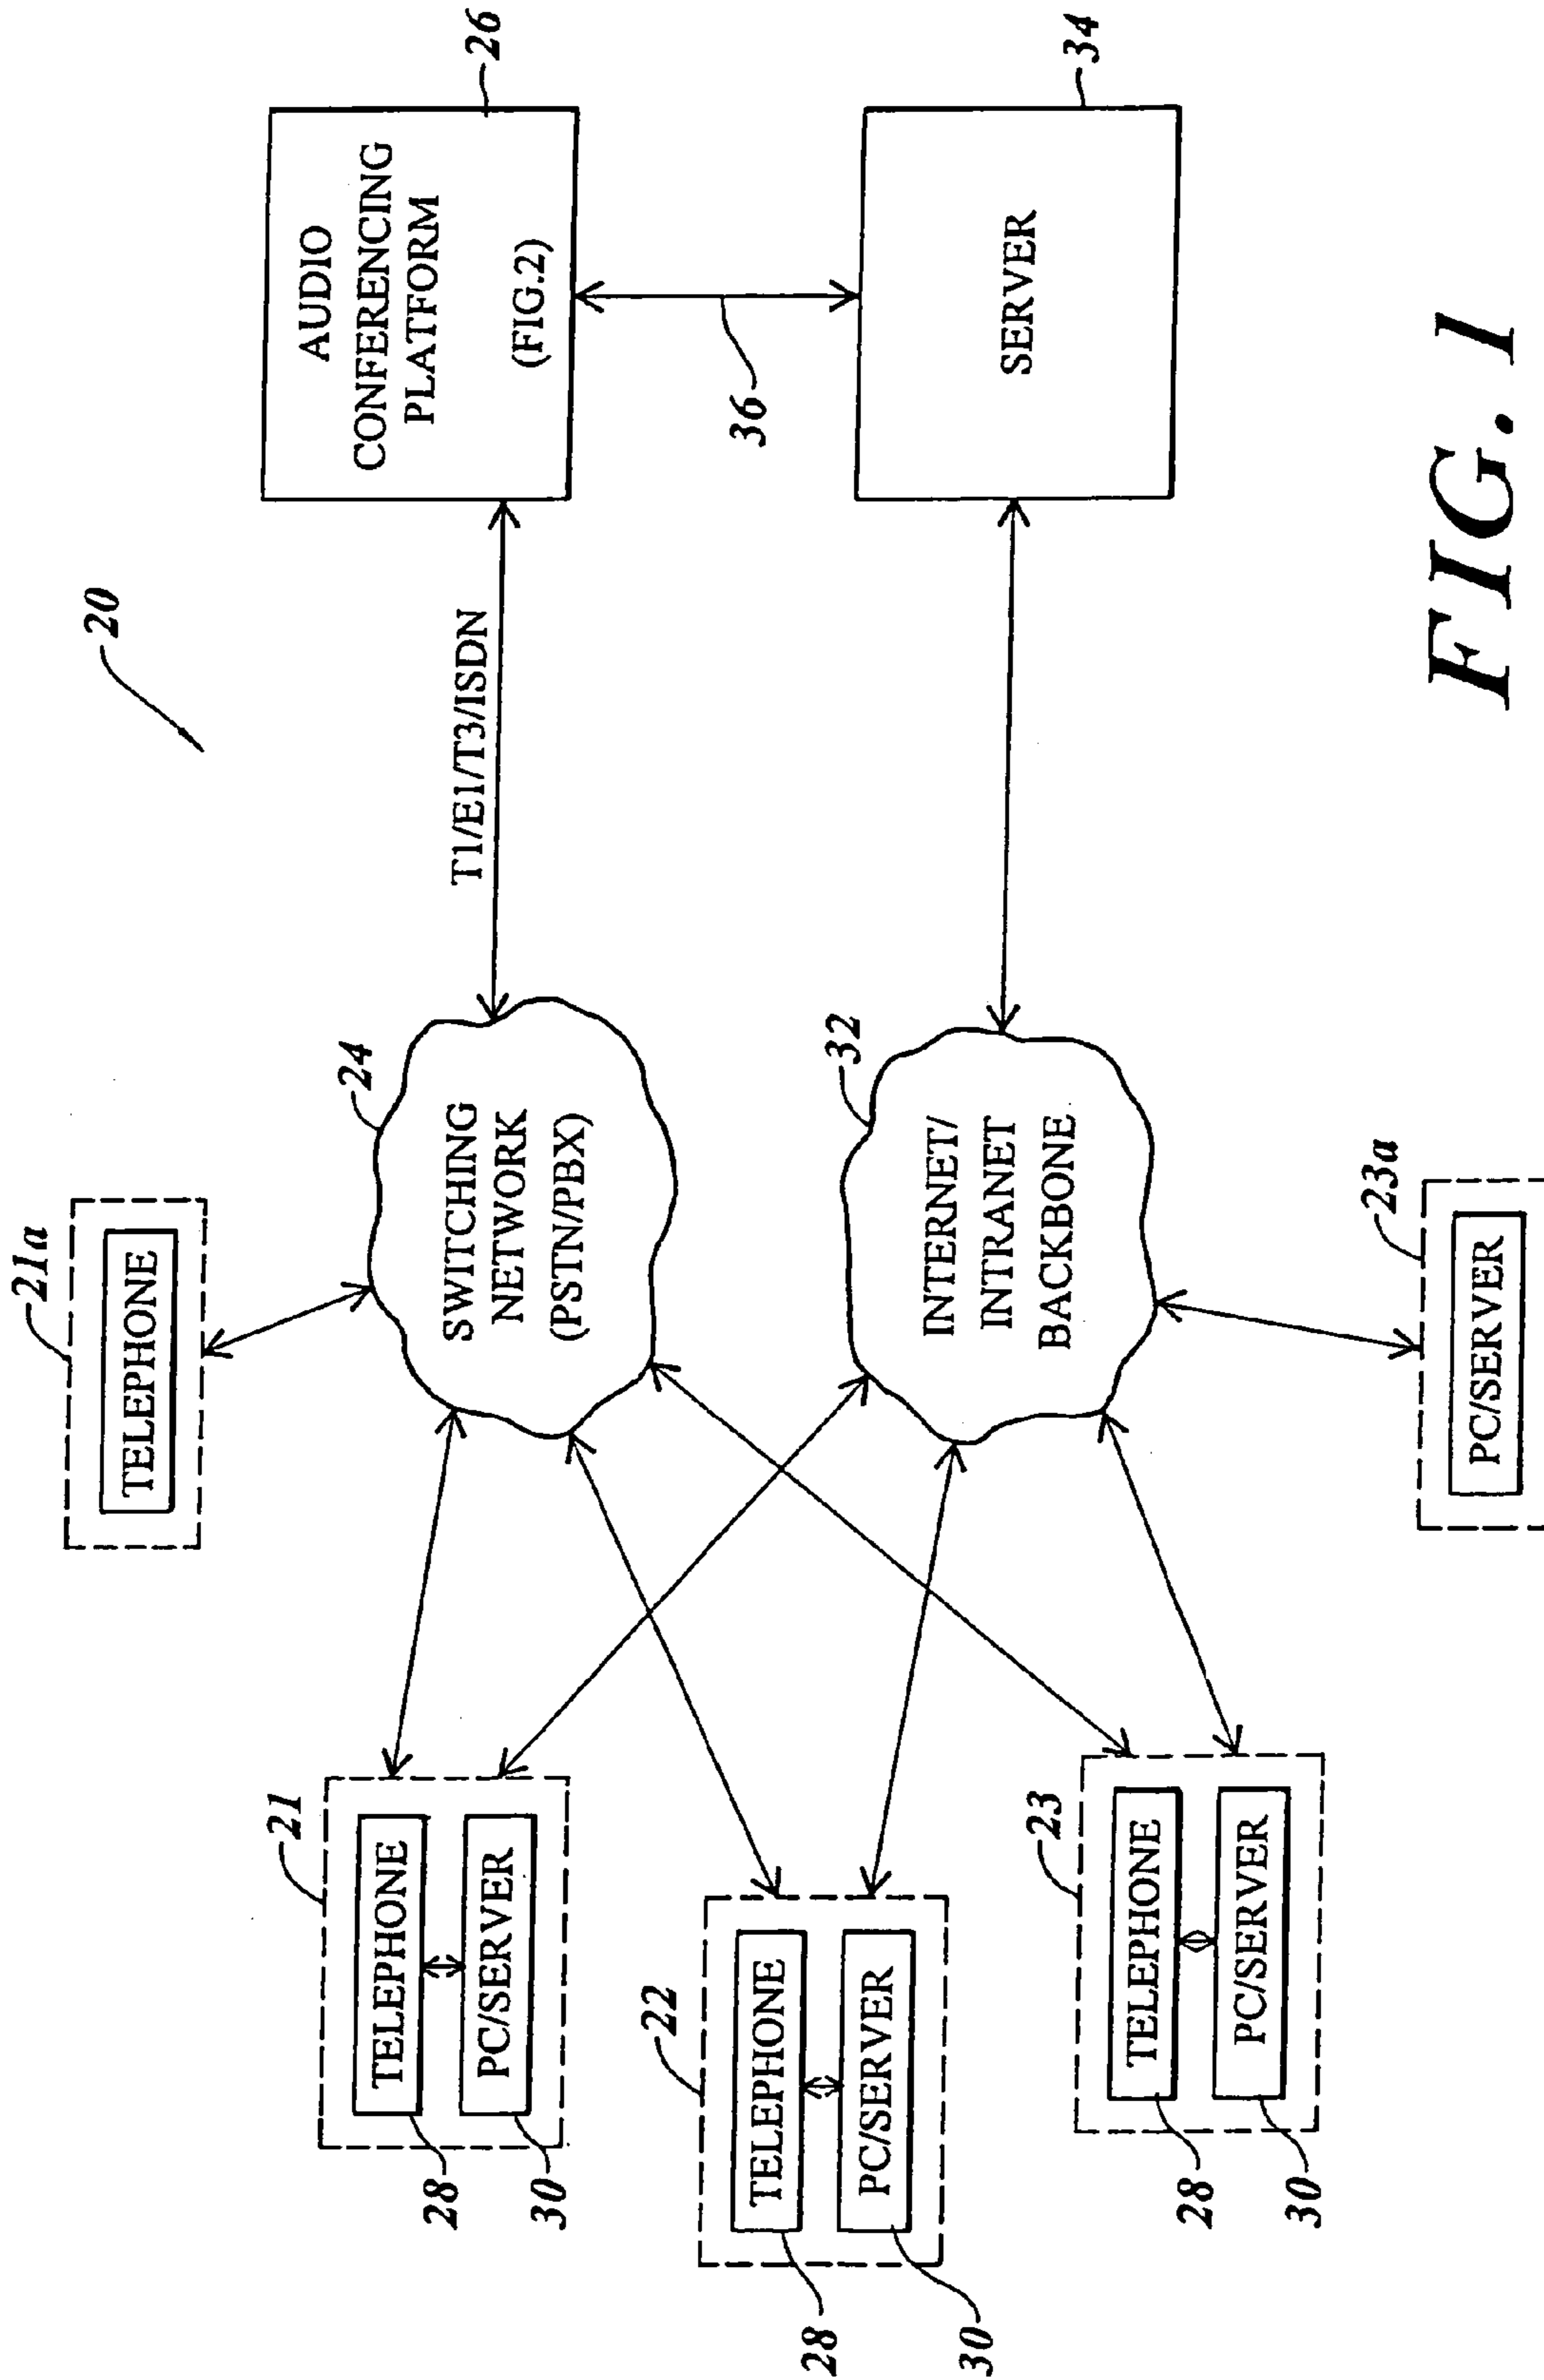 20
21a
TELEPHONE
21
TELEPHONE
PC/SERVER
28
30
22
TELEPHONE
PC/SERVER
28
30
23
TELEPHONE
PC/SERVER
28
30
24
SWITCHING
NETWORK
(PSTN/PBX)
32
INTERNET/
INTRANET
BACKBONE
23a
PC/SERVER
T1/E1/T3/ISDN
AUDIO
CONFERENCING
PLATFORM
(FIG.2)
26
36
SERVER
34
FIG. 1